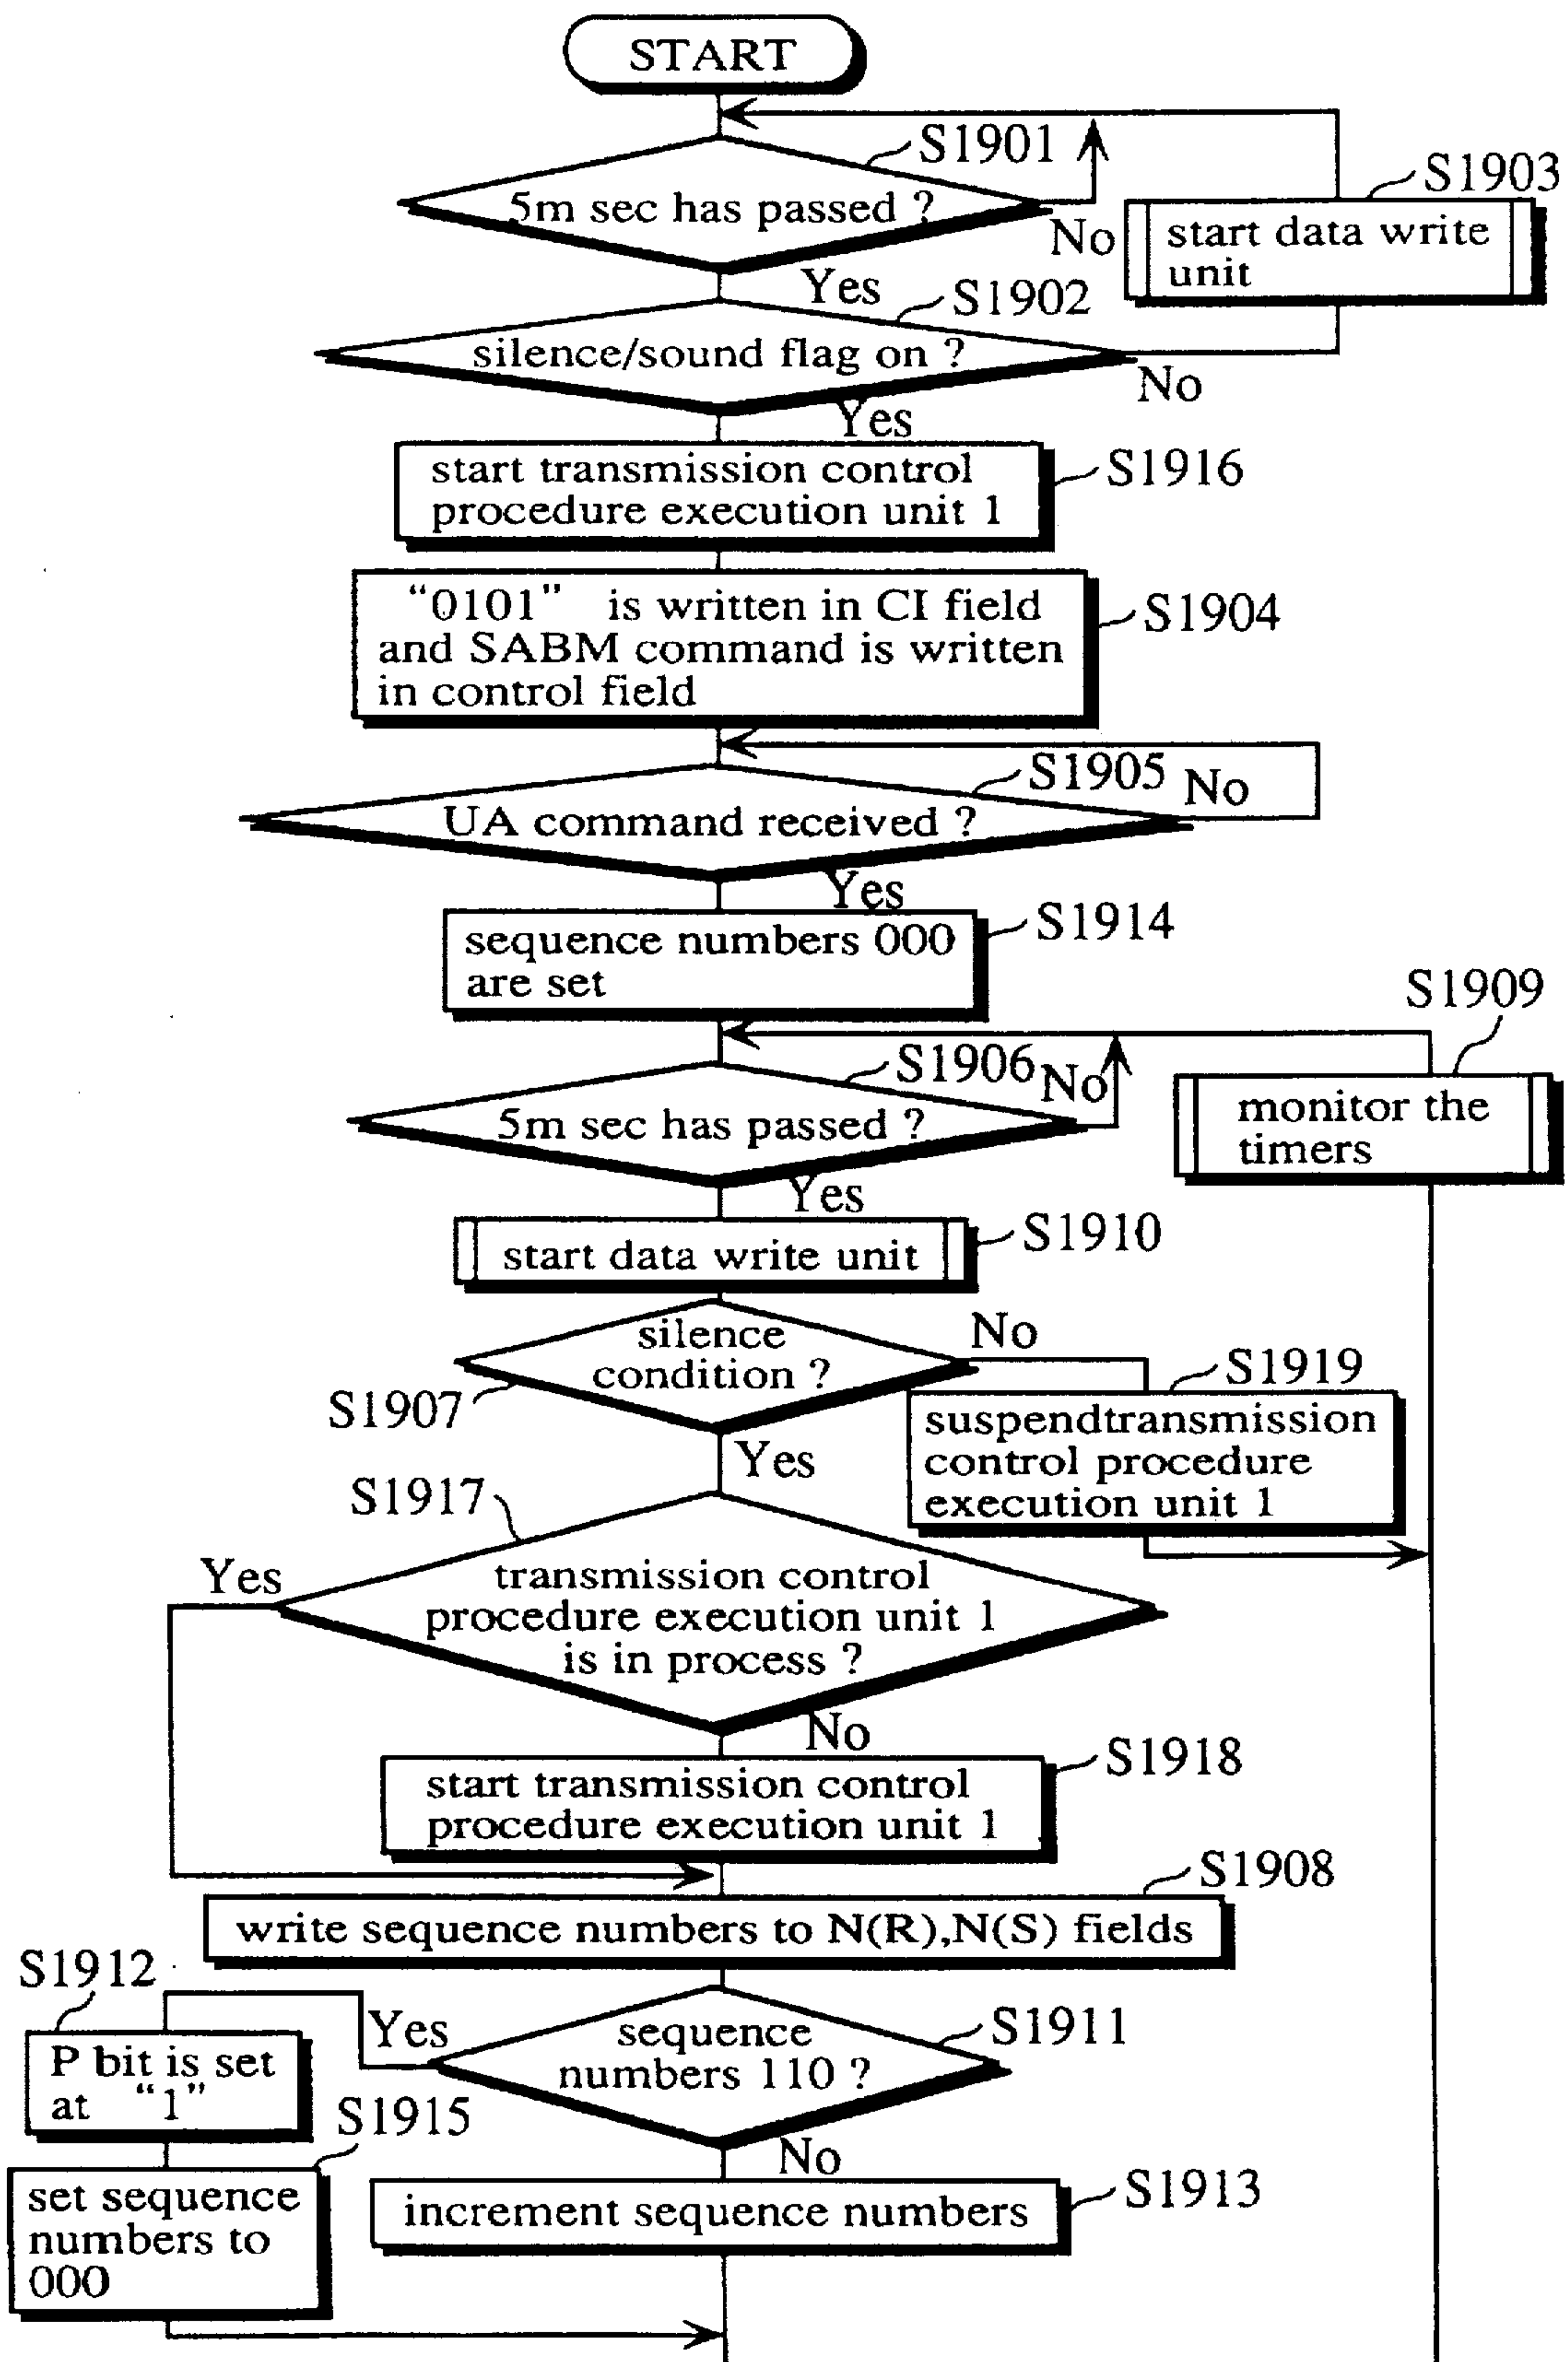 START
S1901
5m sec has passed ?
No
S1903
start data write
unit
Yes
S1902
silence/sound flag on ?
No
Yes
start transmission control
procedure execution unit 1
S1916
“0101” is written in CI field
and SABM command is written
in control field
S1904
S1905
No
UA command received ?
Yes
sequence numbers 000
are set
S1914
S1909
S1906
No
5m sec has passed ?
monitor the
timers
Yes
start data write unit
S1910
silence
condition ?
No
S1907
S1919
suspendtransmission
control procedure
execution unit 1
Yes
S1917
Yes
transmission control
procedure execution unit 1
is in process ?
No
start transmission control
procedure execution unit 1
S1918
S1908
write sequence numbers to N(R),N(S) fields
S1912
Yes
sequence
numbers 110 ?
S1911
P bit is set
at “1”
S1915
No
set sequence
numbers to
000
increment sequence numbers
S1913